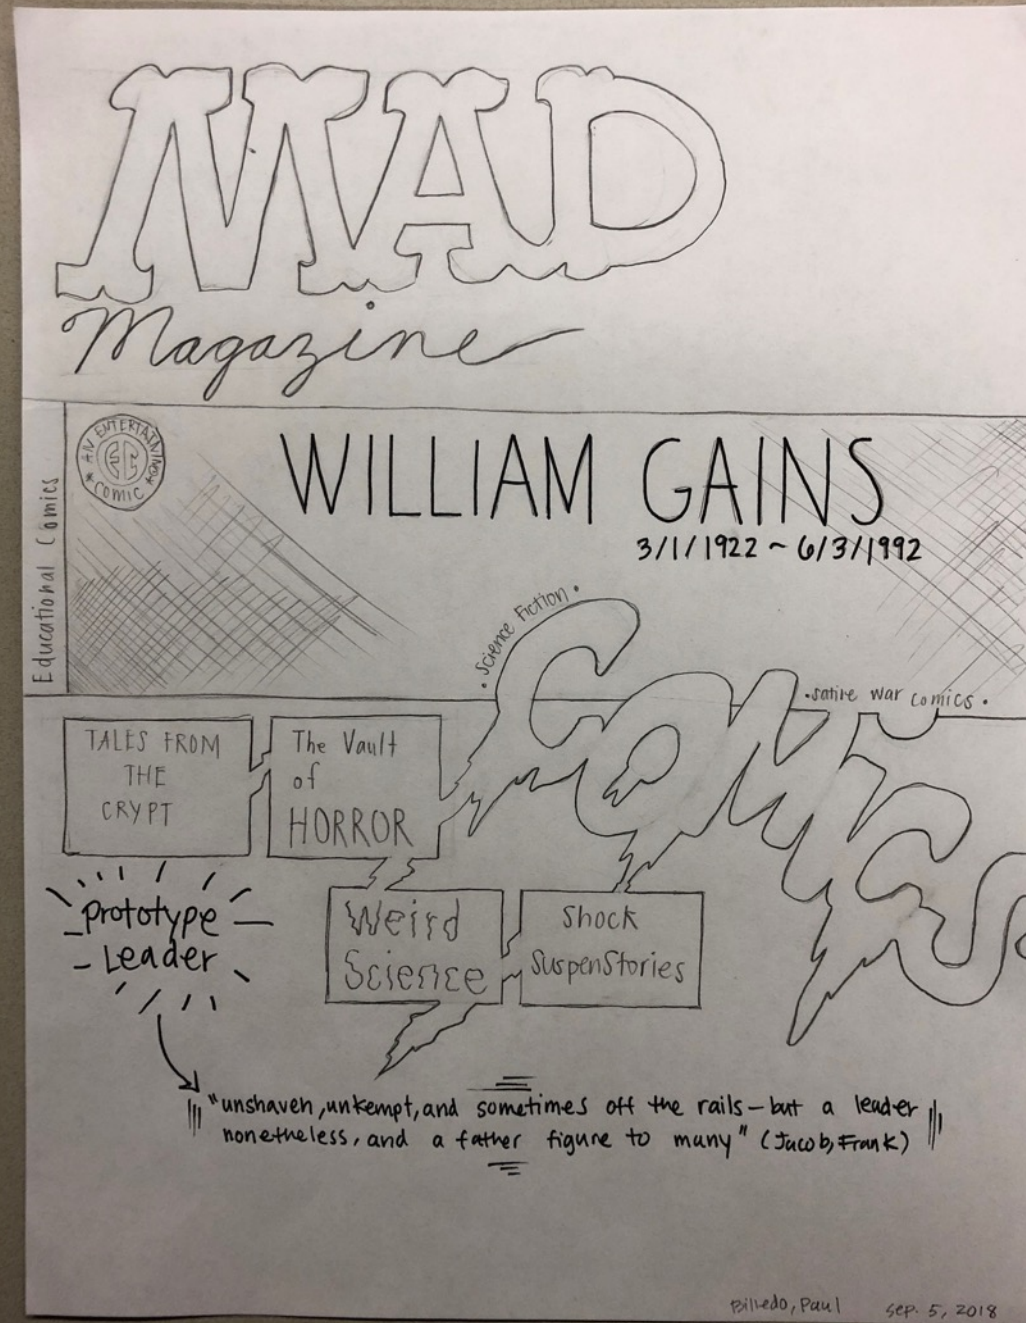 MAD
Magazine
Educational Comics
AN ENTERTAINING
EC
COMIC
WILLIAM GAINS
3/1/1922 ~ 6/3/1992
• Science Fiction •
COMICS
• satire war comics •
TALES FROM
THE
CRYPT
The Vault
of
HORROR
Weird
Science
Shock
SuspenStories
Prototype
Leader
"unshaven, unkempt, and sometimes off the rails – but a leader
nonetheless, and a father figure to many" (Jacob, Frank)
Paul
Sep. 5, 2018